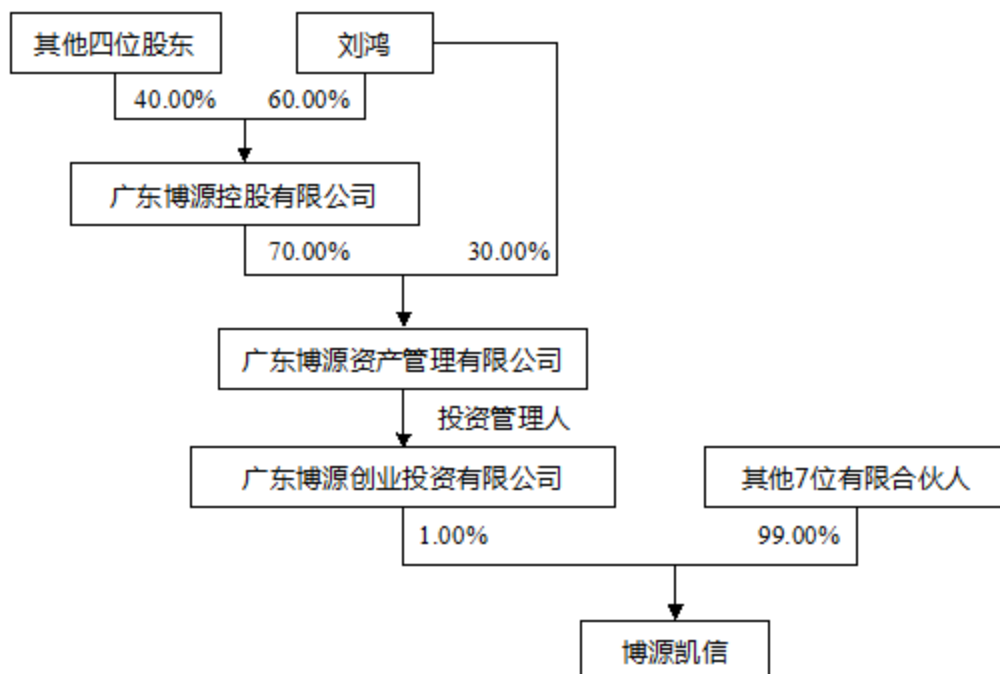 其他四位股东
刘鸿
40.00%
60.00%
广东博源控股有限公司
70.00%
30.00%
广东博源资产管理有限公司
投资管理人
广东博源创业投资有限公司
其他7位有限合伙人
1.00%
99.00%
博源凯信